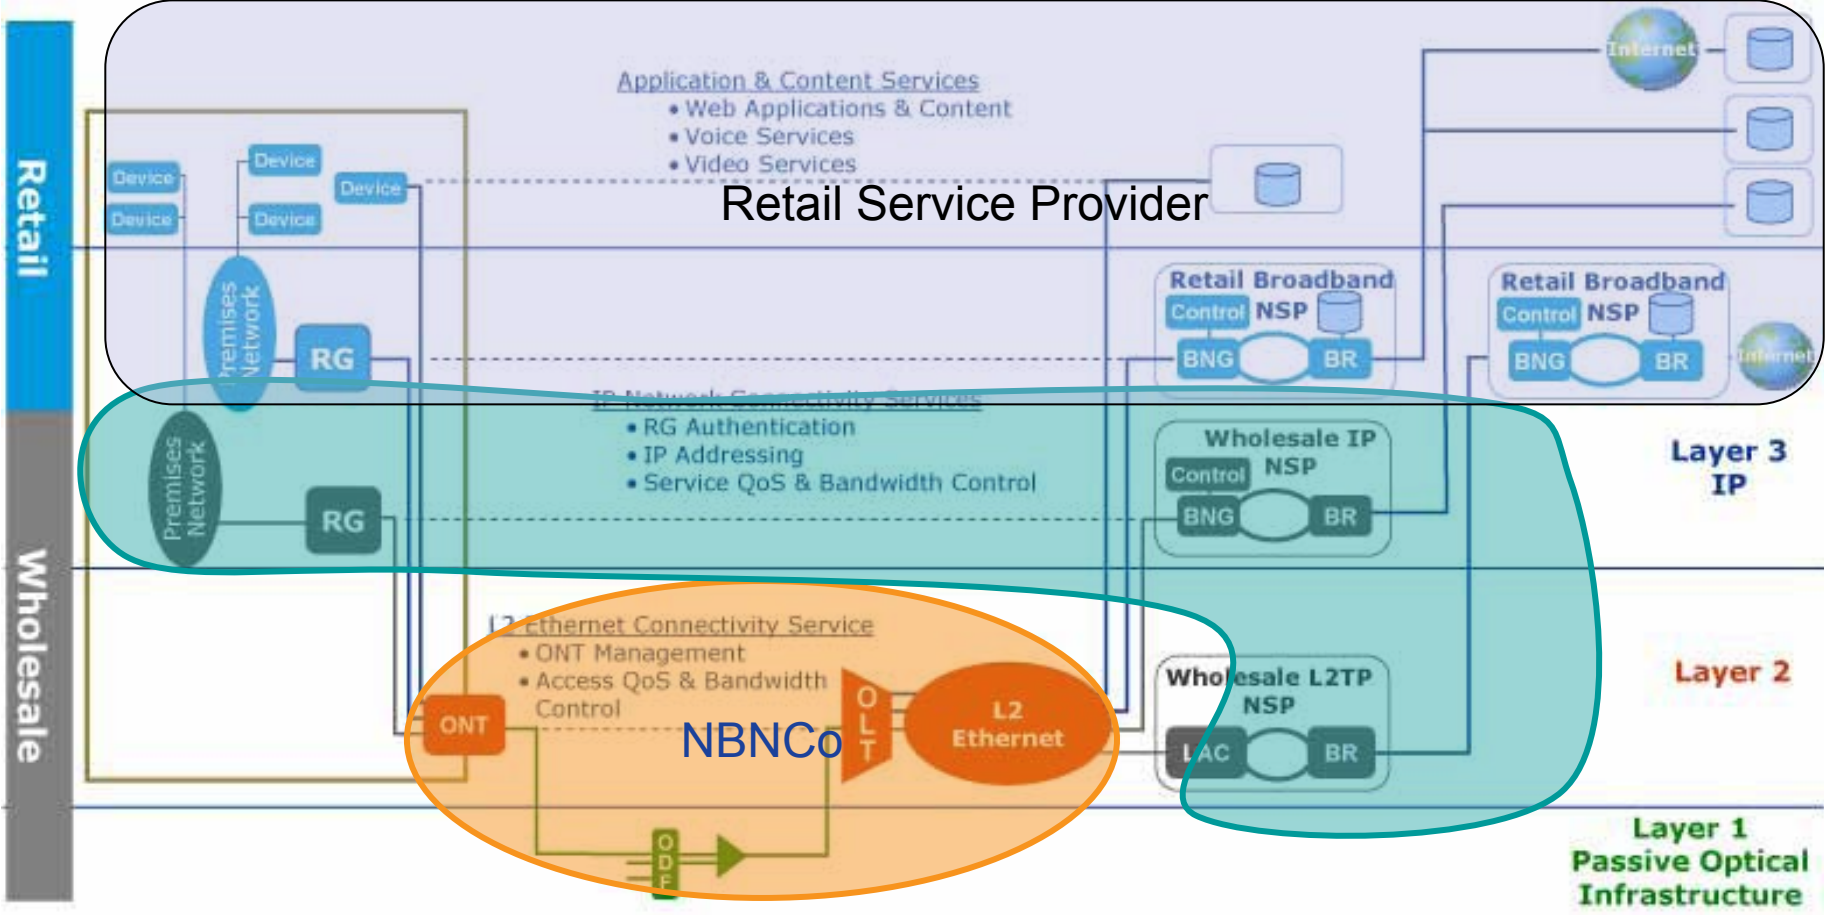 Retail
Wholesale
Application & Content Services
• Web Applications & Content
• Voice Services
• Video Services
Retail Service Provider
Internet
Device
Device
Device
Device
Device
Premises
Network
RG
Retail Broadband
NSP
Control
BNG
BR
Retail Broadband
NSP
Control
BNG
BR
Internet
IP Network Connectivity Services
• RG Authentication
• IP Addressing
• Service QoS & Bandwidth Control
Premises
Network
RG
Wholesale IP
NSP
Control
BNG
BR
Layer 3
IP
L2 Ethernet Connectivity Service
• ONT Management
• Access QoS & Bandwidth
Control
ONT
NBNCo
OLT
L2
Ethernet
Wholesale L2TP
NSP
LAC
BR
Layer 2
ODF
Layer 1
Passive Optical
Infrastructure